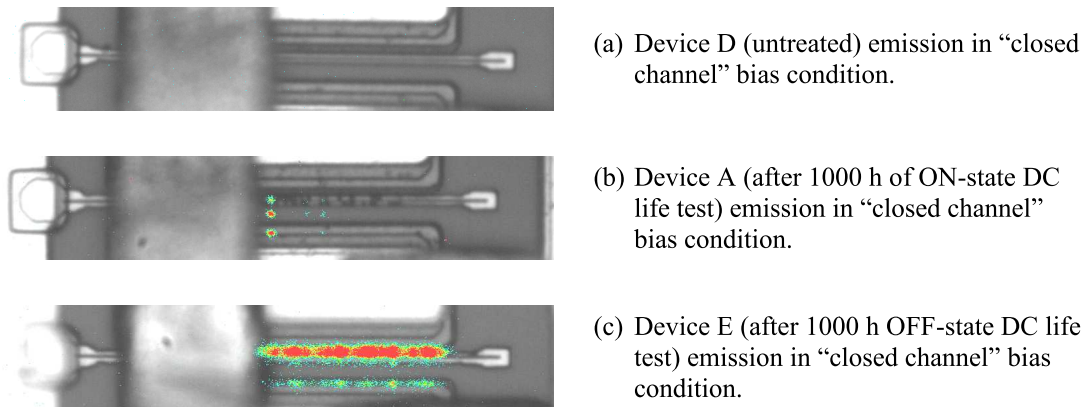 (a) Device D (untreated) emission in “closed
channel” bias condition.
(b) Device A (after 1000 h of ON-state DC
life test) emission in “closed channel”
bias condition.
(c) Device E (after 1000 h OFF-state DC life
test) emission in “closed channel” bias
condition.